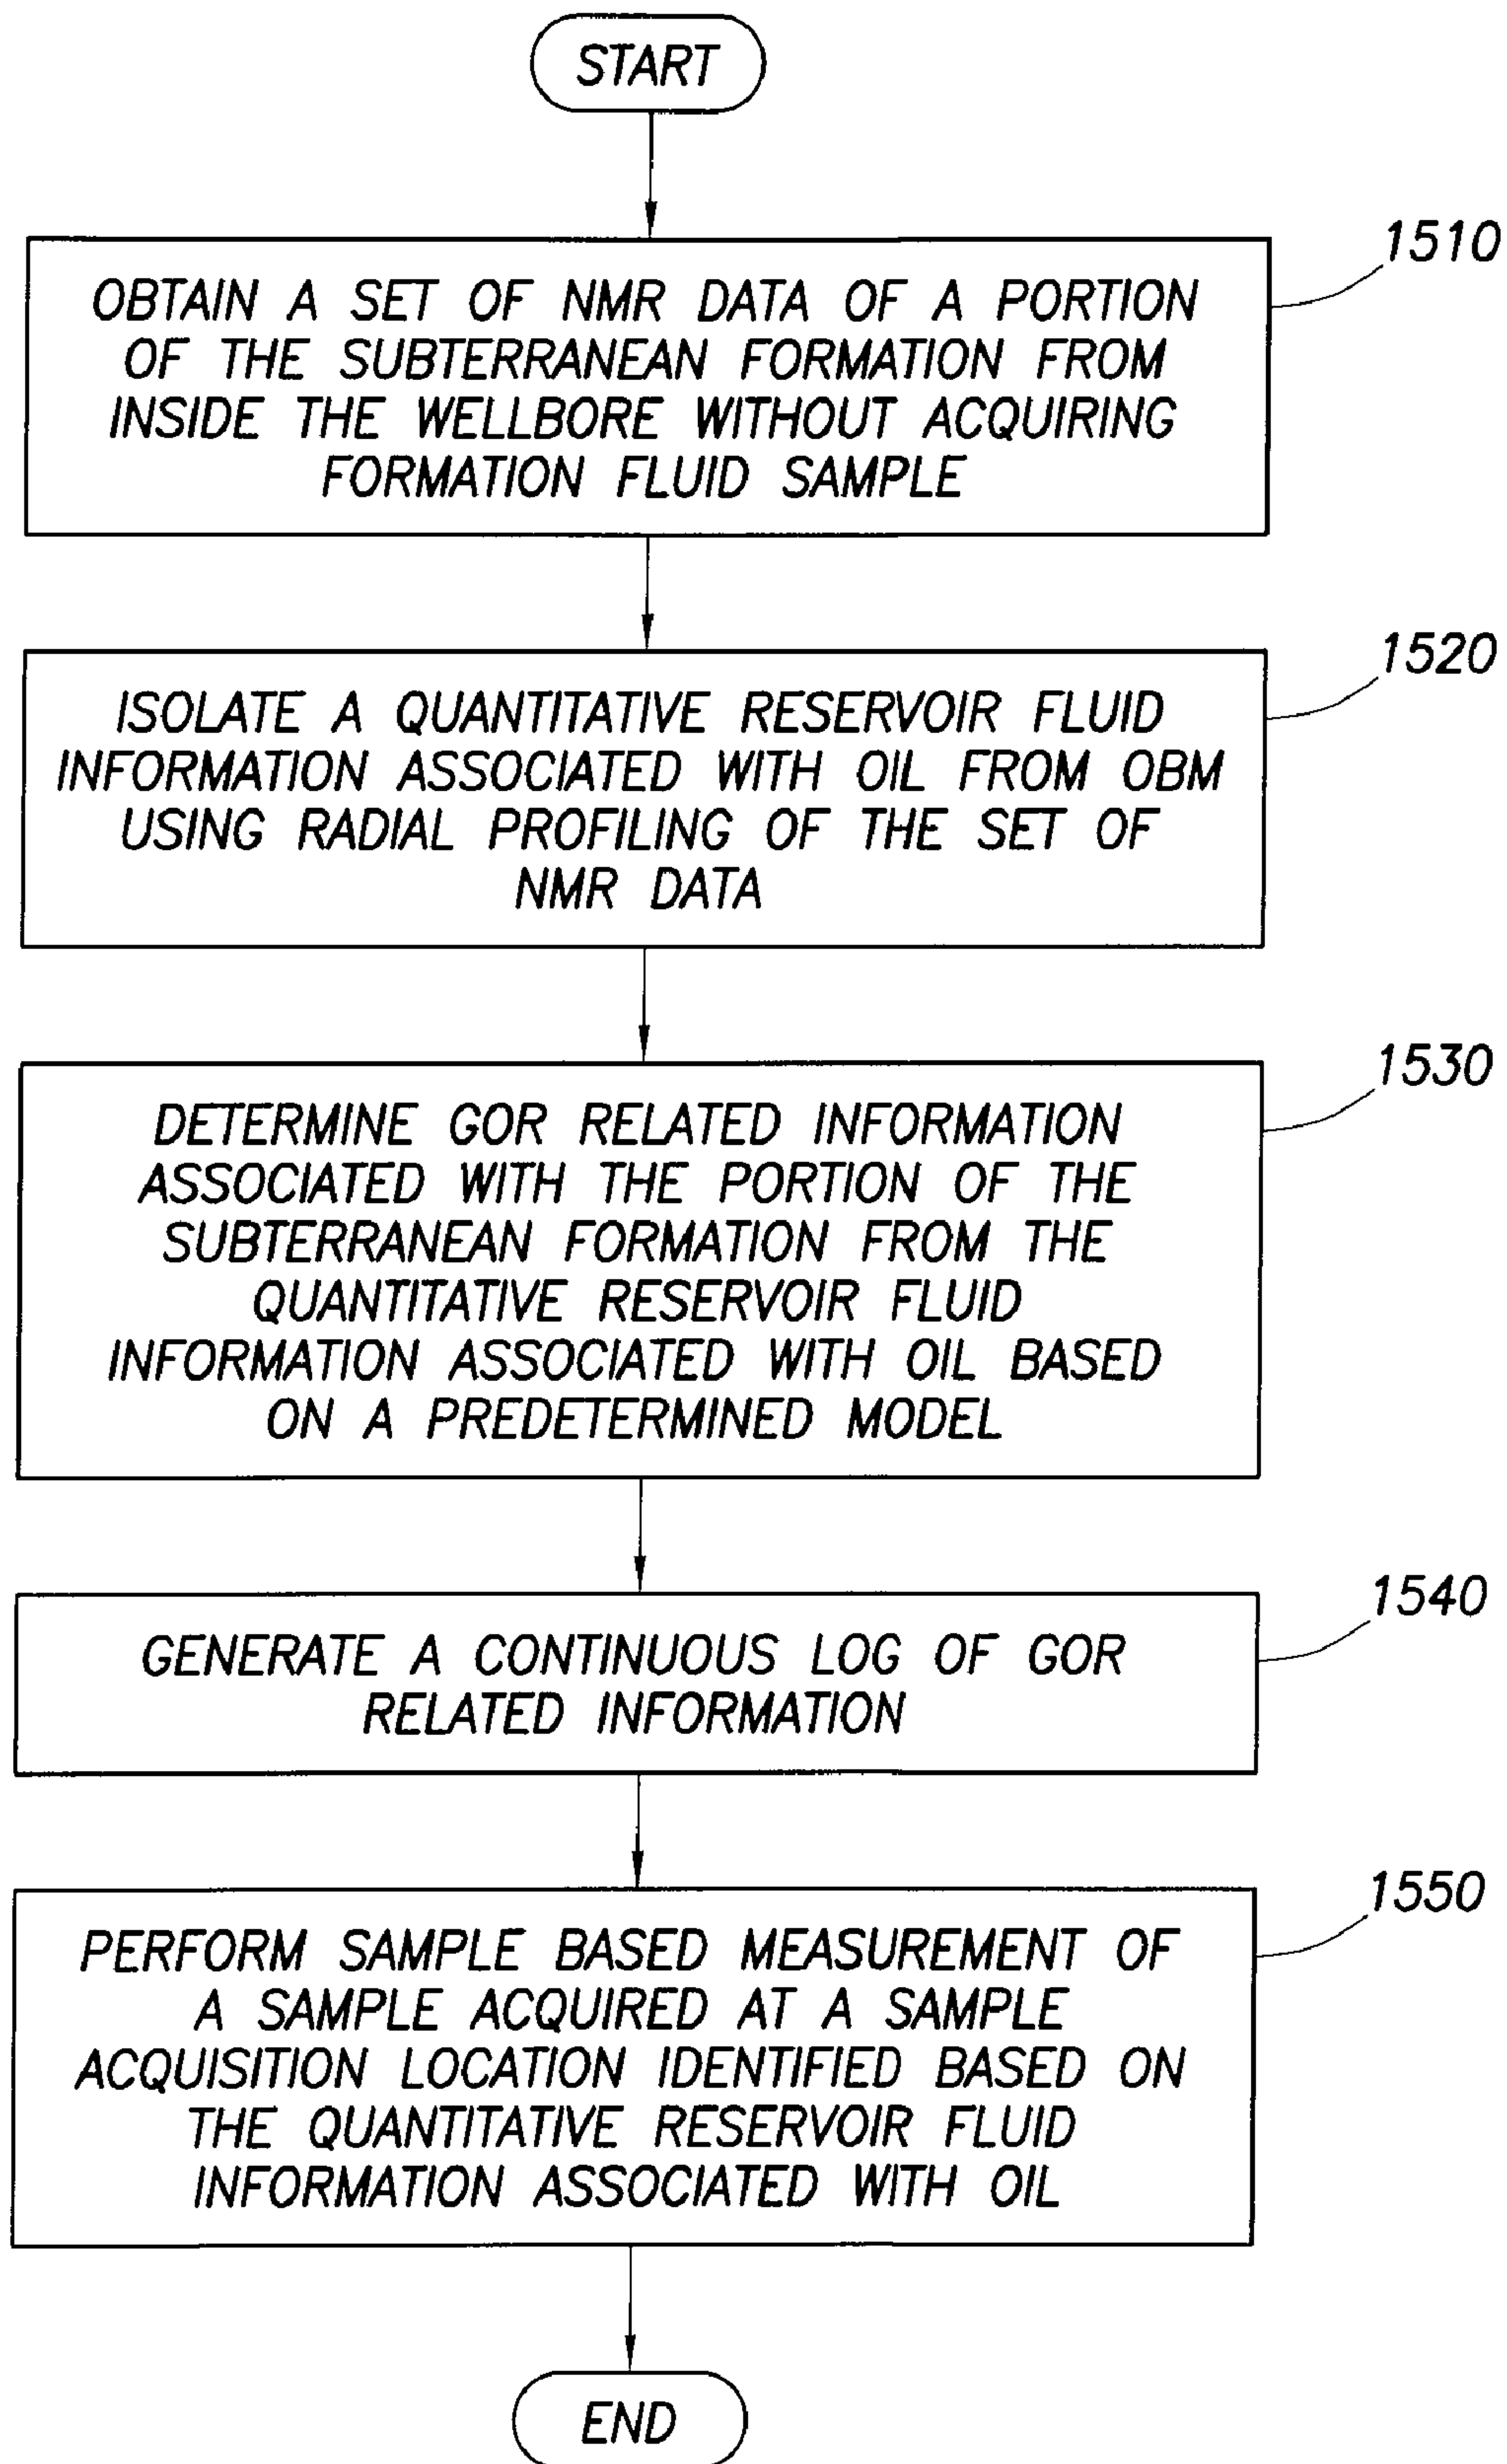 START
1510
OBTAIN A SET OF NMR DATA OF A PORTION
OF THE SUBTERRANEAN FORMATION FROM
INSIDE THE WELLBORE WITHOUT ACQUIRING
FORMATION FLUID SAMPLE
1520
ISOLATE A QUANTITATIVE RESERVOIR FLUID
INFORMATION ASSOCIATED WITH OIL FROM OBM
USING RADIAL PROFILING OF THE SET OF
NMR DATA
1530
DETERMINE GOR RELATED INFORMATION
ASSOCIATED WITH THE PORTION OF THE
SUBTERRANEAN FORMATION FROM THE
QUANTITATIVE RESERVOIR FLUID
INFORMATION ASSOCIATED WITH OIL BASED
ON A PREDETERMINED MODEL
1540
GENERATE A CONTINUOUS LOG OF GOR
RELATED INFORMATION
1550
PERFORM SAMPLE BASED MEASUREMENT OF
A SAMPLE ACQUIRED AT A SAMPLE
ACQUISITION LOCATION IDENTIFIED BASED ON
THE QUANTITATIVE RESERVOIR FLUID
INFORMATION ASSOCIATED WITH OIL
END